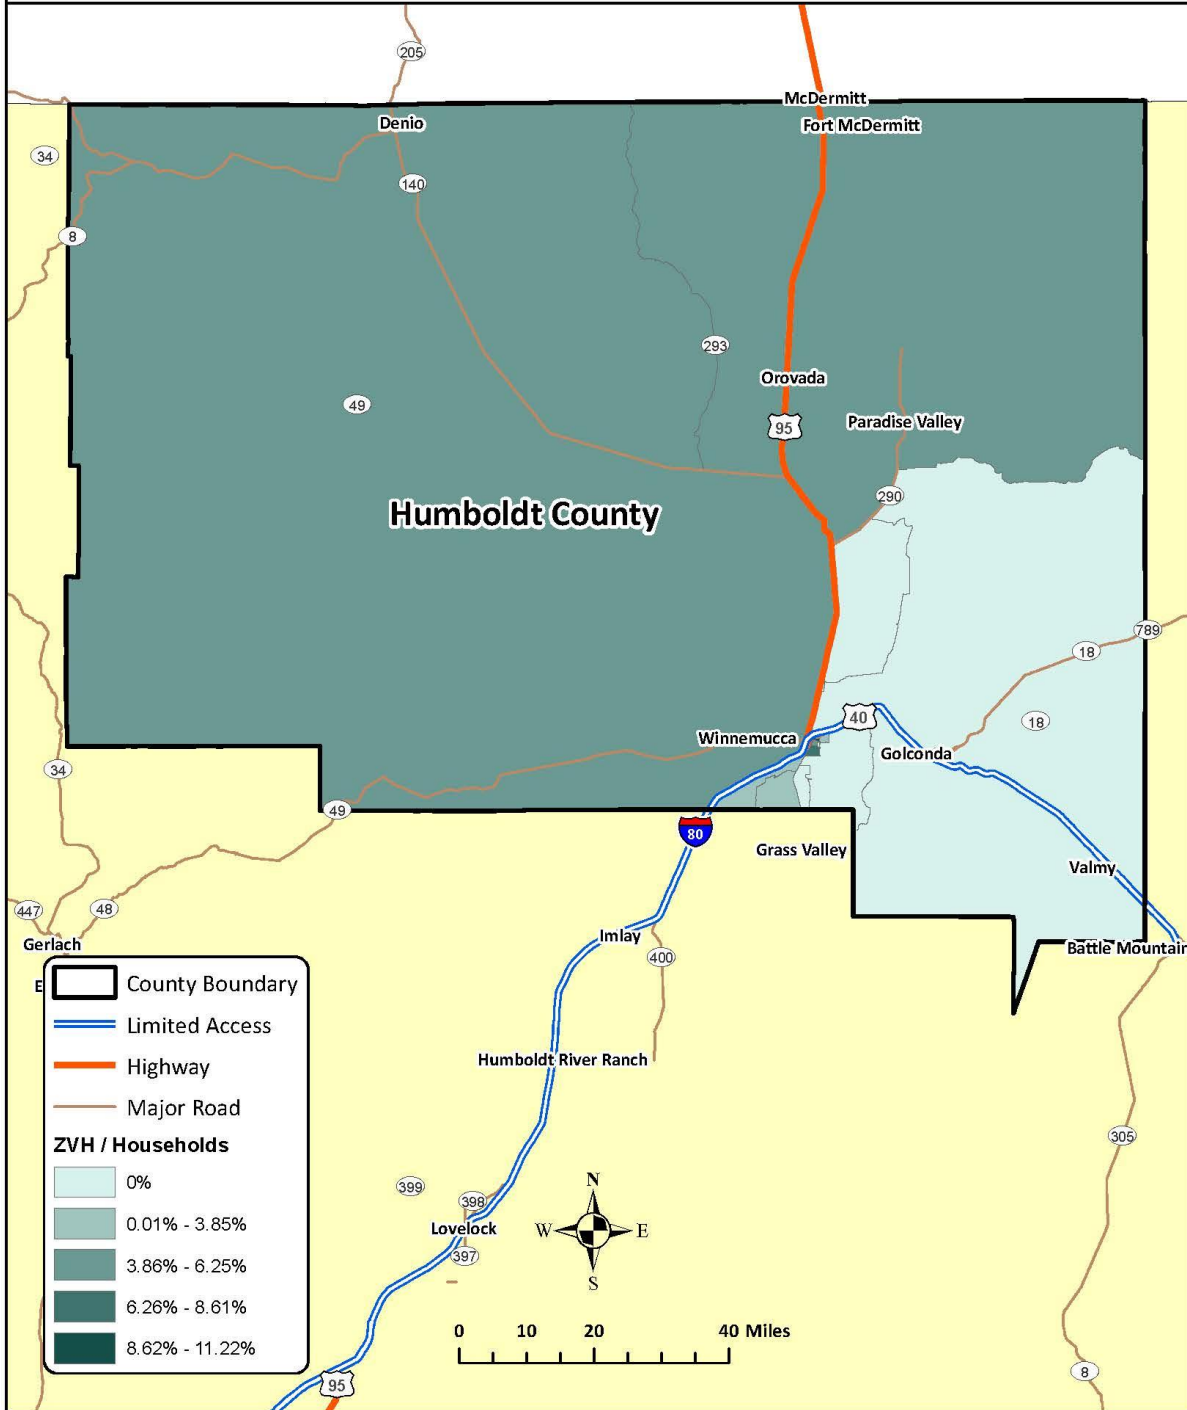 205
McDermitt
Denio
Fort McDermitt
34
140
8
293
Orovada
49
Paradise Valley
95
290
Humboldt County
789
18
40
18
Winnemucca
Golconda
34
49
80
Grass Valley
Valmy
447
48
Imlay
Gerlach
400
Battle Mountain
E
County Boundary
Limited Access
Humboldt River Ranch
Highway
Major Road
305
ZVH / Households
0%
399
398
N
0.01% - 3.85%
Lovelock
W
E
397
3.86% - 6.25%
S
6.26% - 8.61%
0 10 20 40 Miles
8.62% - 11.22%
95
8